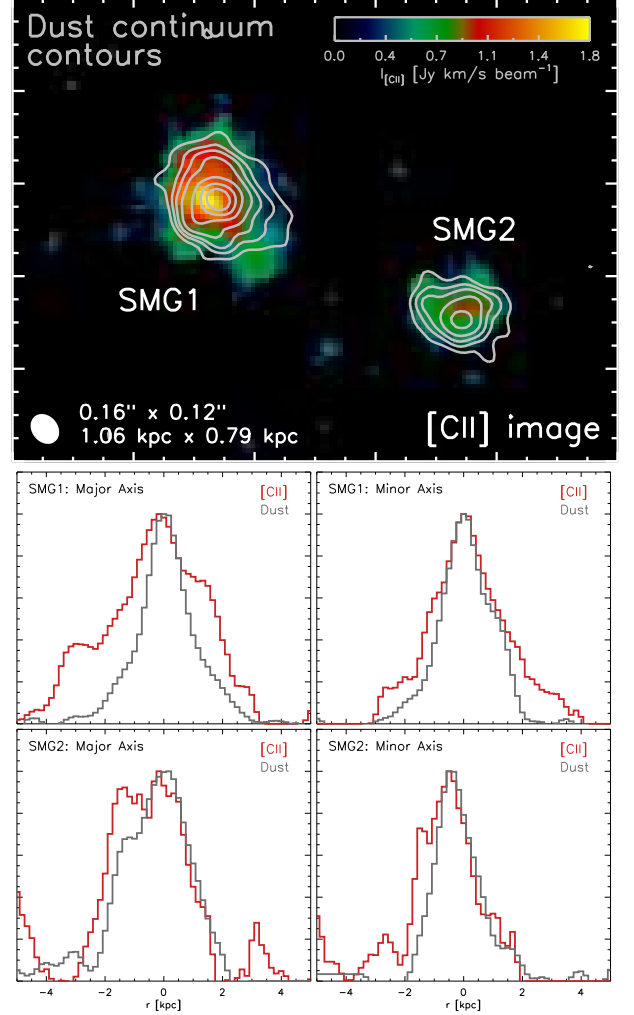 Dust continuum
contours
0.0 0.4 0.7 1.1 1.4 1.8
I[CII] [Jy km/s beam⁻¹]
SMG2
SMG1
0.16" x 0.12"
1.06 kpc x 0.79 kpc
[CII] image
SMG1: Major Axis
[CII]
Dust
SMG1: Minor Axis
[CII]
Dust
SMG2: Major Axis
[CII]
Dust
SMG2: Minor Axis
[CII]
Dust
−4 −2 0 2 4
r [kpc]
−4 −2 0 2 4
r [kpc]